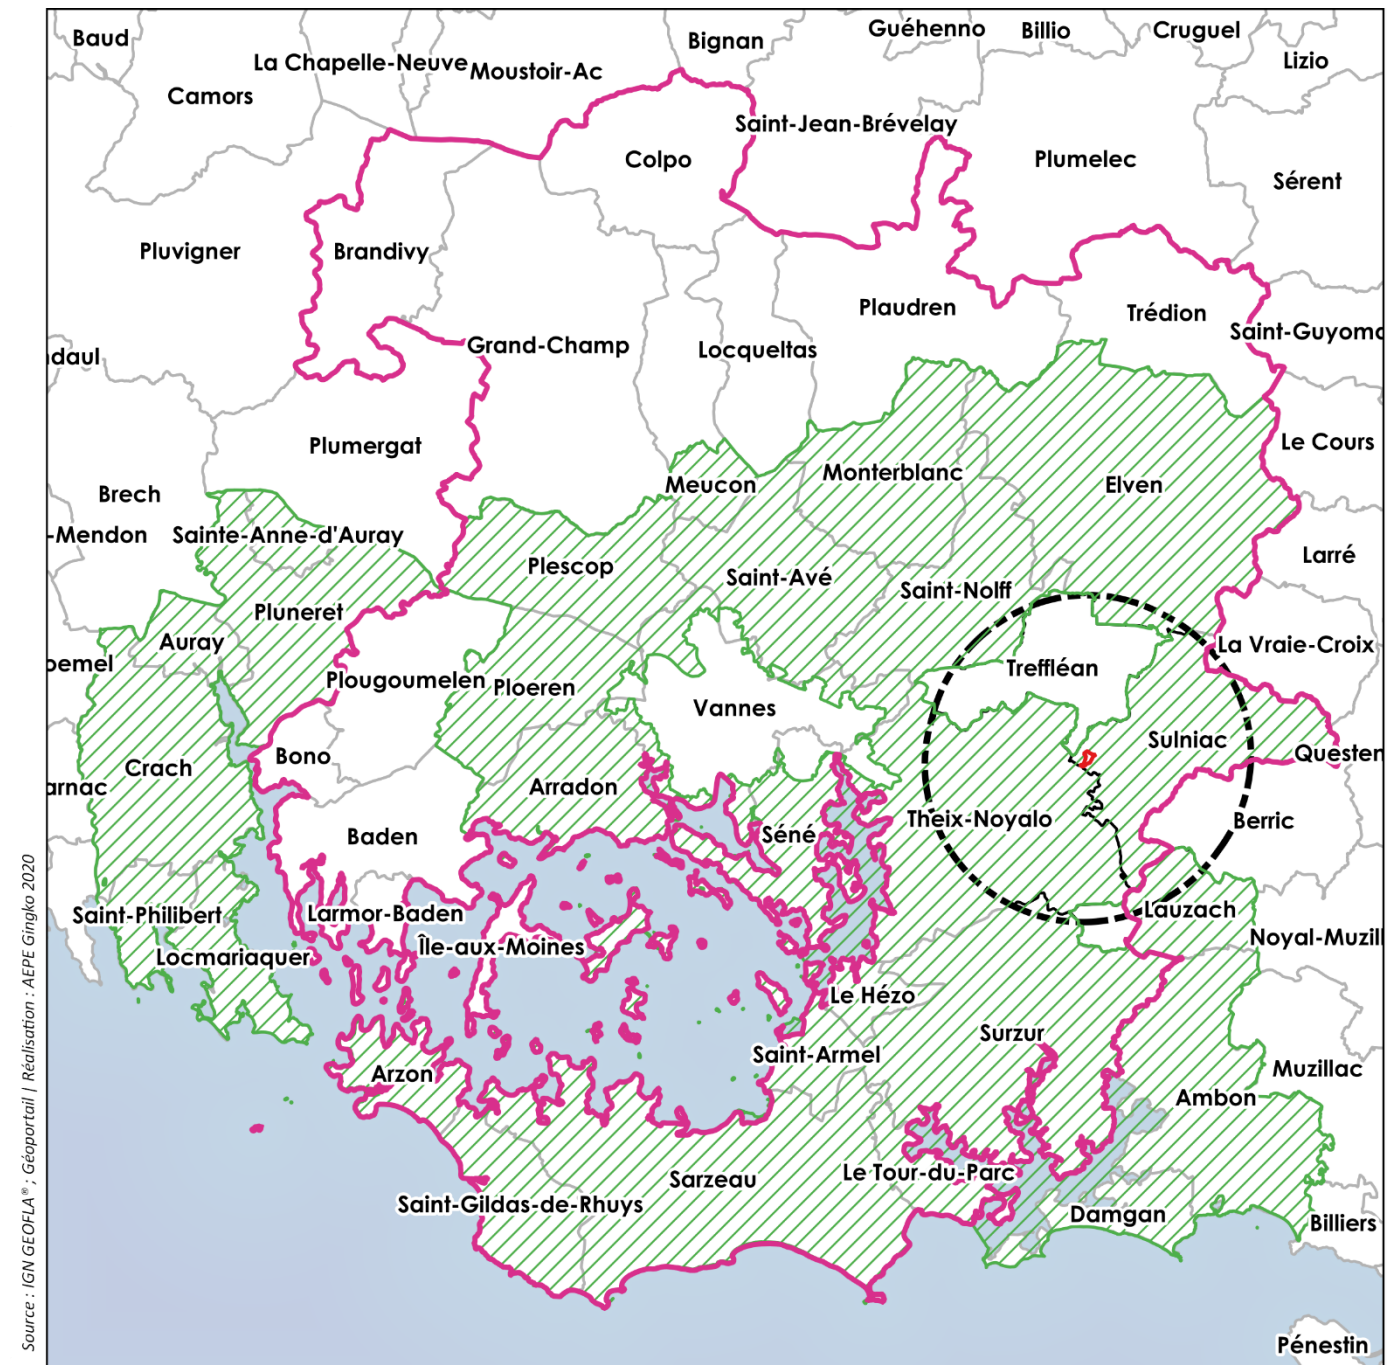 Baud
La Chapelle-Neuve
Moustoir-Ac
Bignan
Guéhenno
Billio
Cruguel
Lizio
Camors
Saint-Jean-Brévelay
Colpo
Plumelec
Sérent
Pluvigner
Brandivy
Plaudren
Trédion
Saint-Guyomo
daul
Grand-Champ
Locqueltas
Plumergat
Le Cours
Brech
Meucon
Monterblanc
Elven
-Mendon
Sainte-Anne-d'Auray
Larré
Plescop
Saint-Avé
Saint-Nolff
Pluneret
Auray
La Vraie-Croix
oemel
Treffléan
Plougoumelen
Ploeren
Vannes
Sulniac
Bono
Questen
Crach
arnac
Arradon
Theix-Noyalo
Berric
Baden
Séné
Saint-Philibert
Larmor-Baden
Lauzach
Île-aux-Moines
Noyal-Muzill
Locmariaquer
Le Hézo
Surzur
Saint-Armel
Arzon
Muzillac
Ambon
Sarzeau
Le Tour-du-Parc
Saint-Gildas-de-Rhuys
Damgan
Billiers
Pénestin
Source : IGN GEOFLA® ; Géoportail | Réalisation : AEPE Gingko 2020